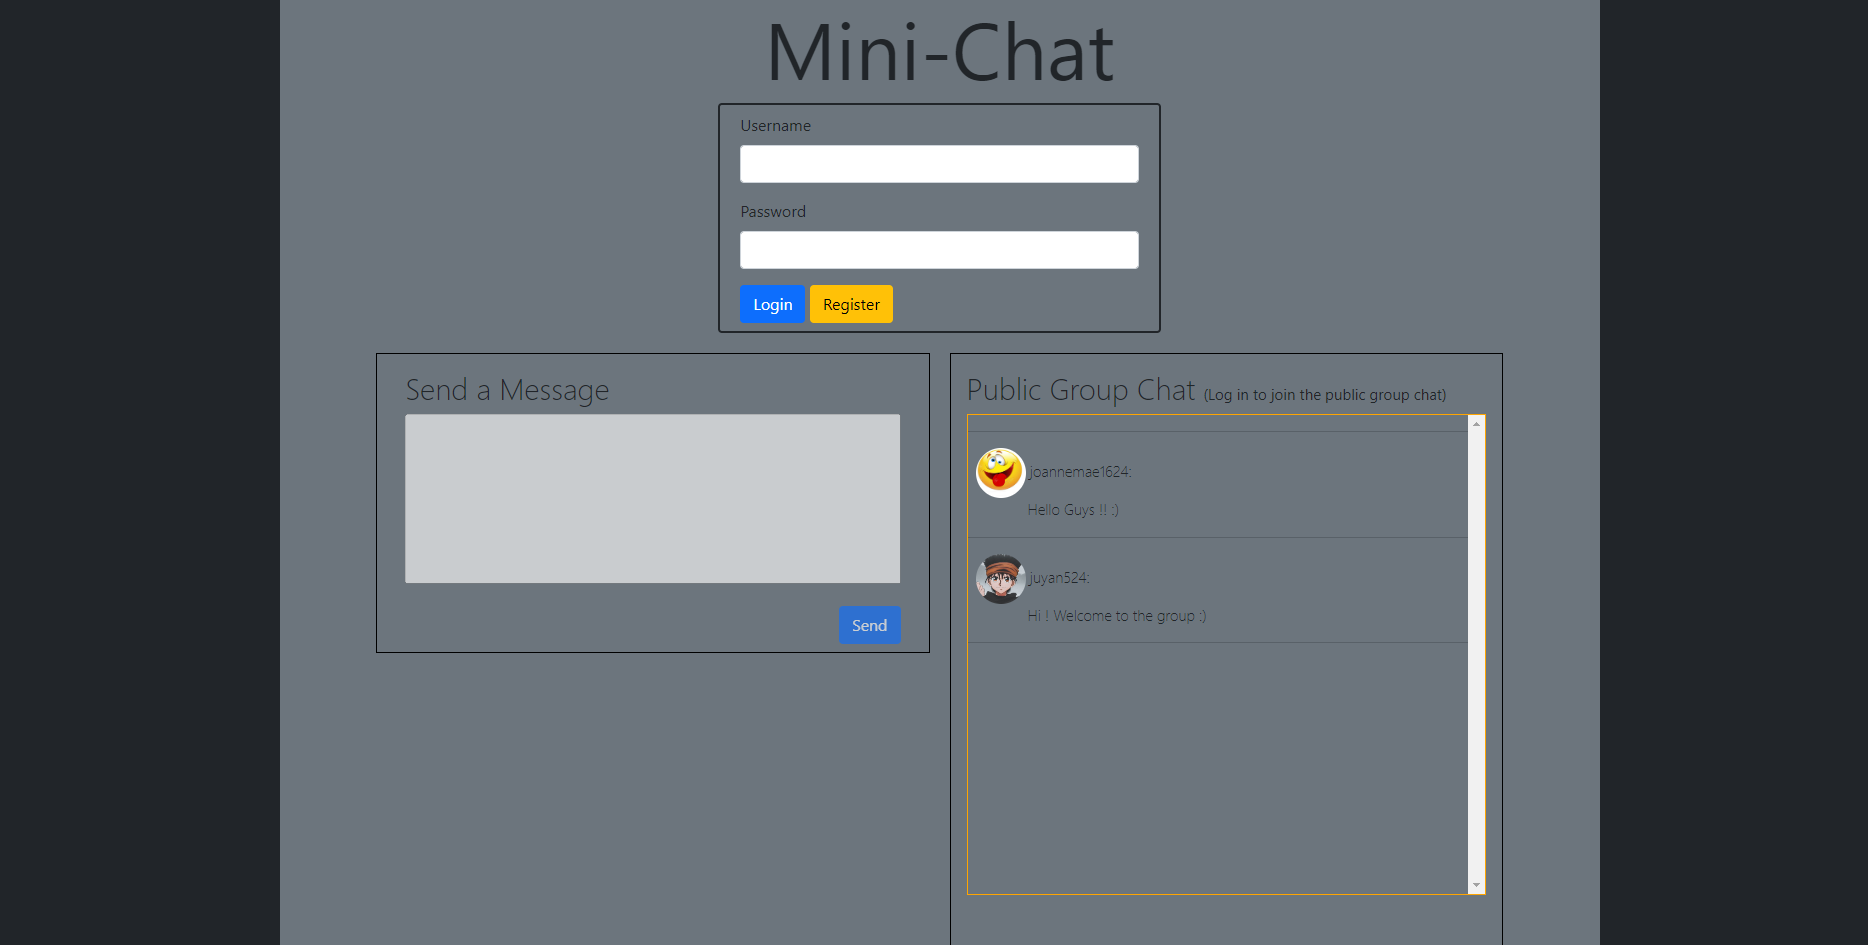 Mini-Chat
Username
Password
Login Register
Send a Message
Send
Public Group Chat (Log in to join the public group chat)
joannemae1624:
Hello Guys !! :)
juyan524:
Hi ! Welcome to the group :)